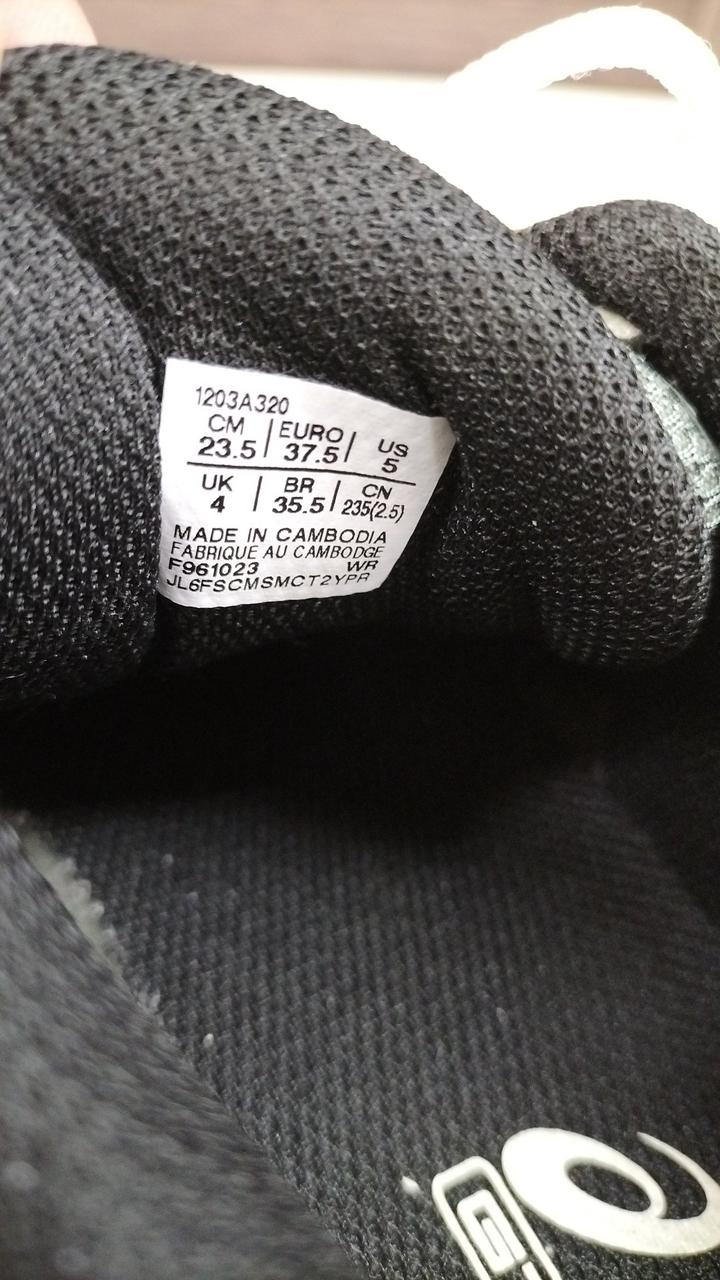 1203A320
CM | EURO | US
23.5 | 37.5 | 5
UK | BR | CN
4 | 35.5 | 235(2.5)
MADE IN CAMBODIA
FABRIQUE AU CAMBODGE
F961023 WR
JL6FSCMSMCT2YPR
G